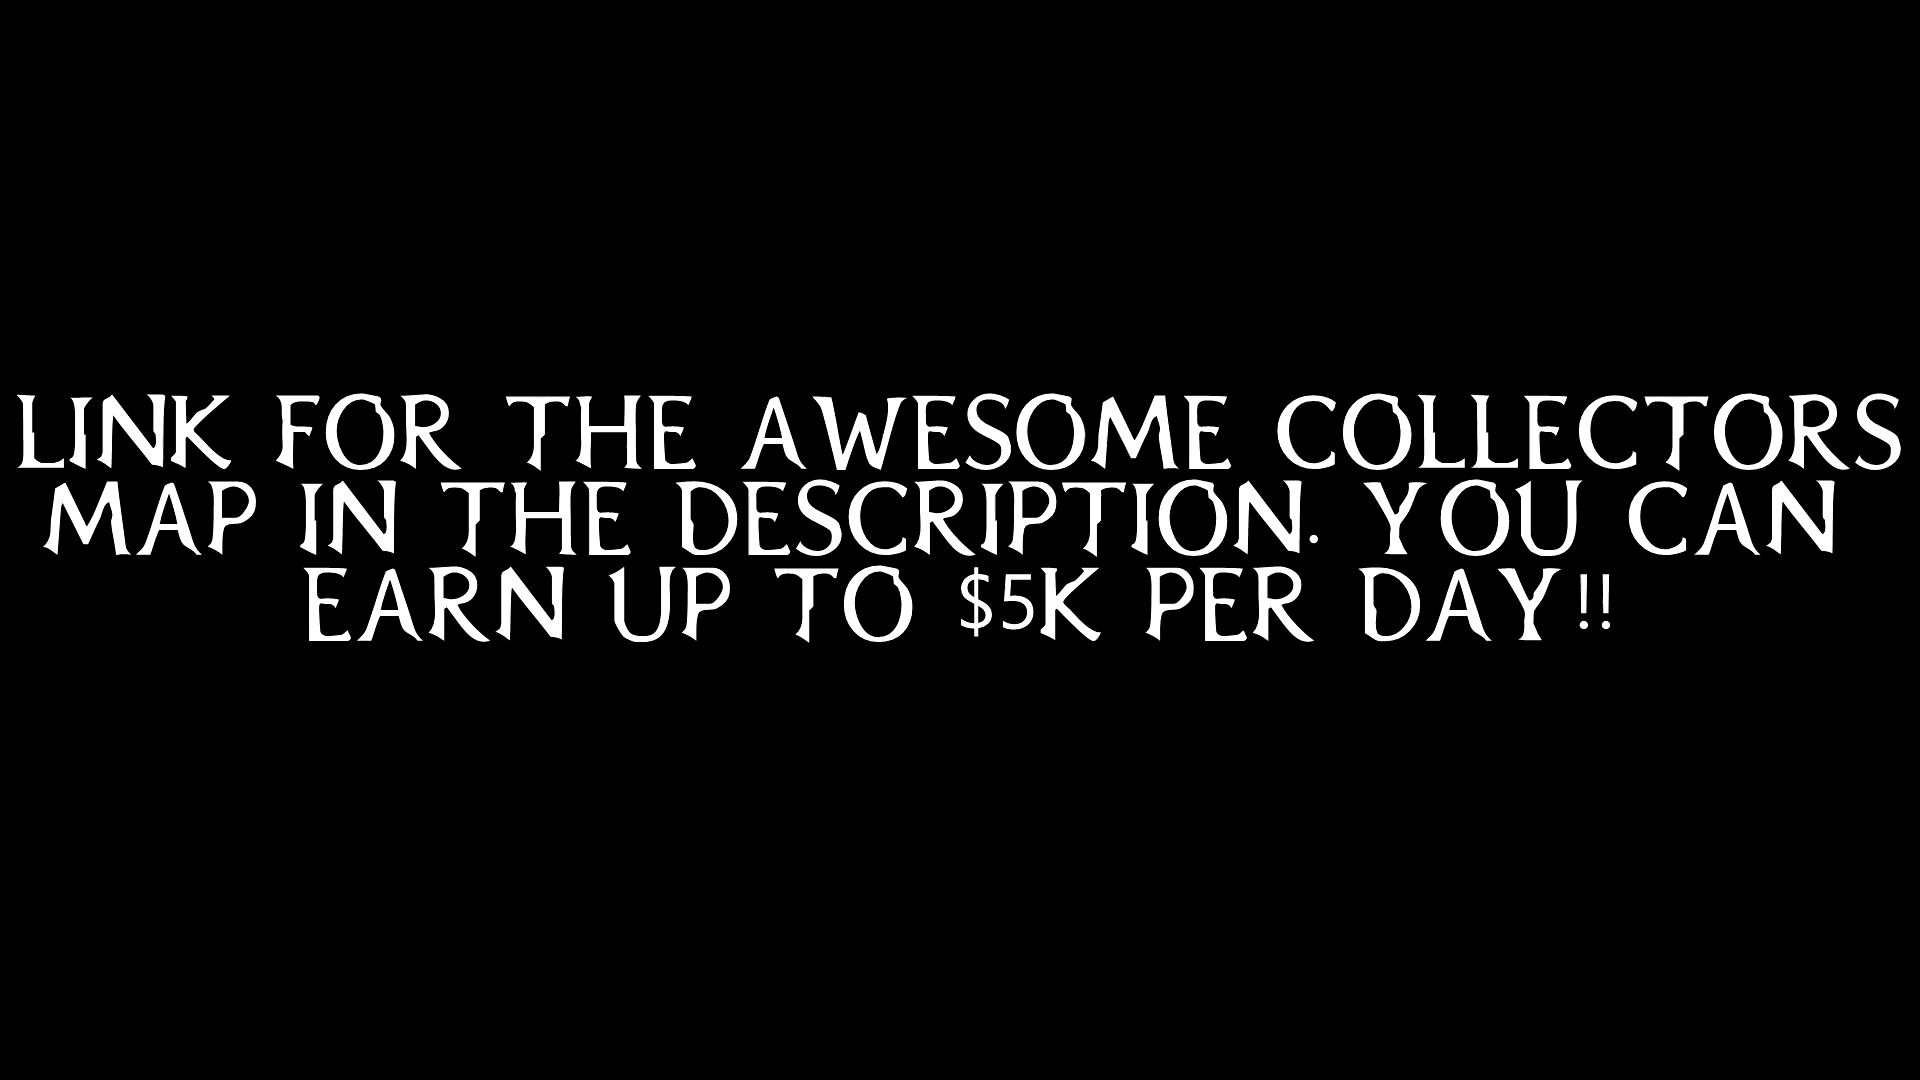 LINK FOR THE AWESOME COLLECTORS
MAP IN THE DESCRIPTION. YOU CAN
EARN UP TO $5K PER DAY!!